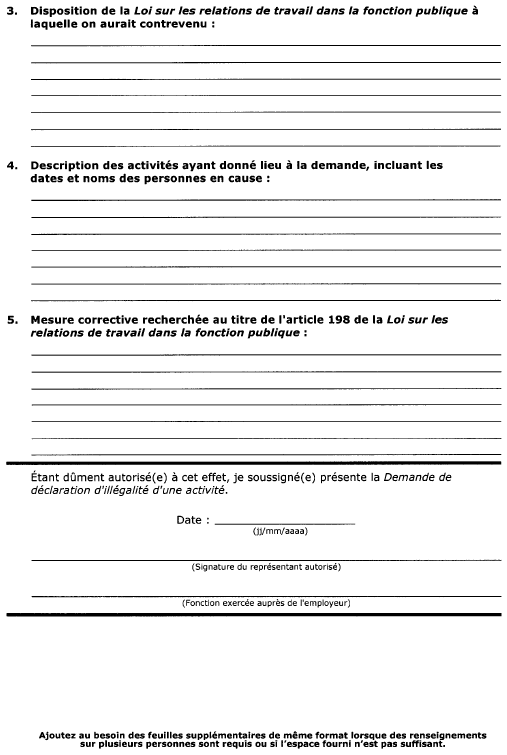 3. Disposition de la Loi sur les relations de travail dans la fonction publique à
laquelle on aurait contrevenu :
4. Description des activités ayant donné lieu à la demande, incluant les
dates et noms des personnes en cause :
5. Mesure corrective recherchée au titre de l'article 198 de la Loi sur les
relations de travail dans la fonction publique :
Étant dûment autorisé(e) à cet effet, je soussigné(e) présente la Demande de
déclaration d'illégalité d'une activité.
Date :
(jj/mm/aaaa)
(Signature du représentant autorisé)
(Fonction exercée auprès de l'employeur)
Ajoutez au besoin des feuilles supplémentaires de même format lorsque des renseignements
sur plusieurs personnes sont requis ou si l'espace fourni n'est pas suffisant.